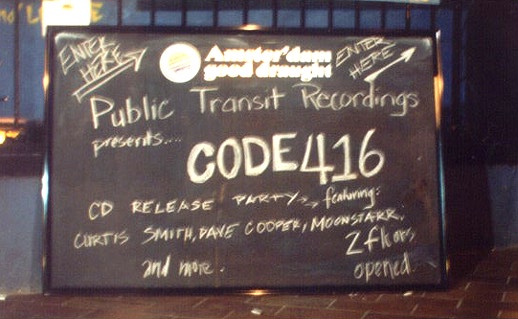 ENTER HERE
Amster'dam
good draught
ENTER HERE
Public Transit Recordings
presents....
CODE416
CD RELEASE PARTY featuring:
CURTIS SMITH, DAVE COOPER, MOONSTARR,
and more.
2 floors
opened